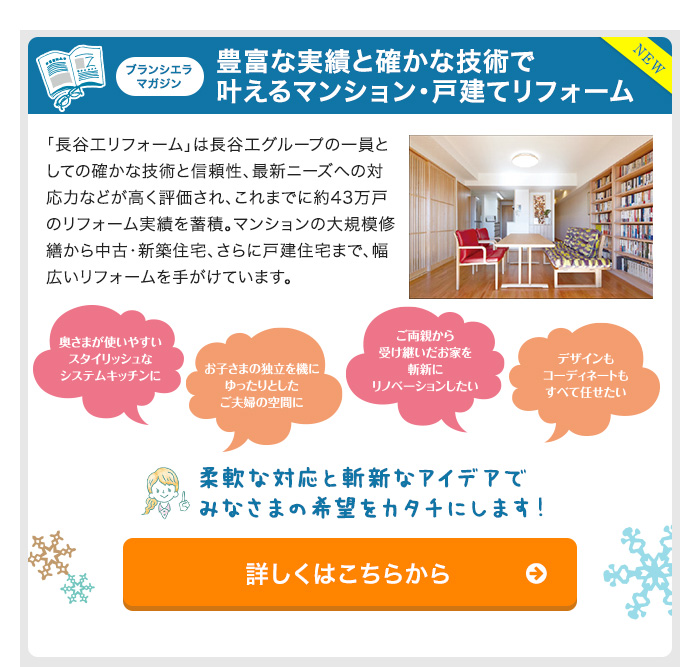 ブランシエラ
マガジン
豊富な実績と確かな技術で
叶えるマンション・戸建てリフォーム
NEW
「長谷工リフォーム」は長谷工グループの一員と
しての確かな技術と信頼性、最新ニーズへの対
応力などが高く評価され、これまでに約43万戸
のリフォーム実績を蓄積。マンションの大規模修
繕から中古・新築住宅、さらに戸建住宅まで、幅
広いリフォームを手がけています。
奥さまが使いやすい
スタイリッシュな
システムキッチンに
お子さまの独立を機に
ゆったりとした
ご夫婦の空間に
ご両親から
受け継いだお家を
斬新に
リノベーションしたい
デザインも
コーディネートも
すべて任せたい
柔軟な対応と斬新なアイデアで
みなさまの希望をカタチにします！
詳しくはこちらから